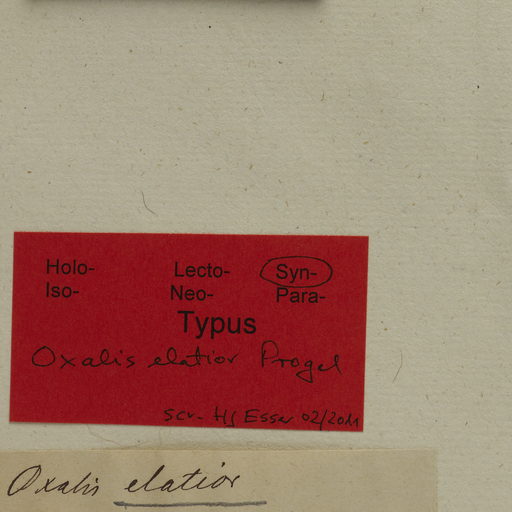 Holo- Lecto- Syn-
Iso- Neo- Para-
Typus
Oxalis elatior Progel
scr. Hj Esser 02/2011
Oxalis elatior